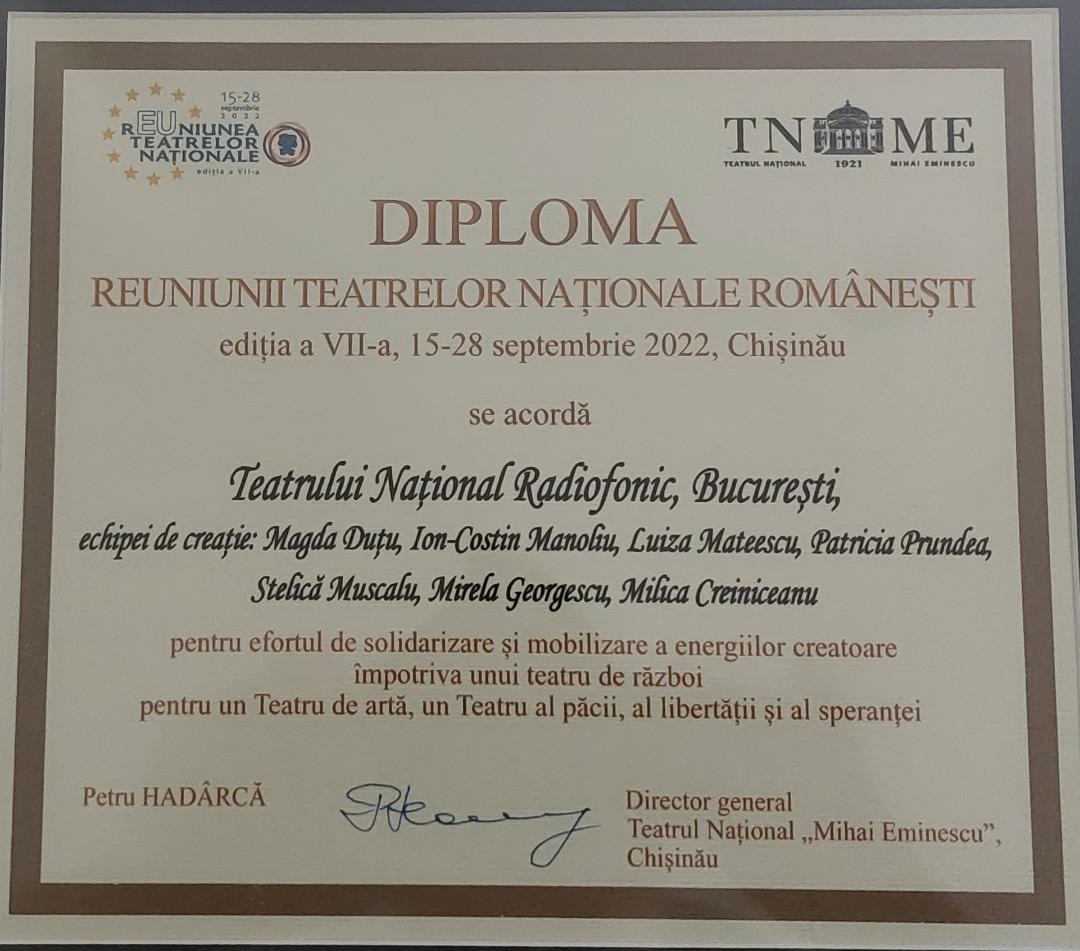 15-28
septembrie
2022
REUNIUNEA
TEATRELOR
NAȚIONALE
ediția a VII-a
TN ME
TEATRUL NAȚIONAL 1921 MIHAI EMINESCU
DIPLOMA
REUNIUNII TEATRELOR NAȚIONALE ROMÂNEȘTI
ediția a VII-a, 15-28 septembrie 2022, Chișinău
se acordă
Teatrului Național Radiofonic, București,
echipei de creație: Magda Duțu, Ion-Costin Manoliu, Luiza Mateescu, Patricia Prundea,
Stelică Muscalu, Mirela Georgescu, Milica Creiniceanu
pentru efortul de solidarizare și mobilizare a energiilor creatoare
împotriva unui teatru de război
pentru un Teatru de artă, un Teatru al păcii, al libertății și al speranței
Petru HADÂRCĂ
Director general
Teatrul Național „Mihai Eminescu”,
Chișinău